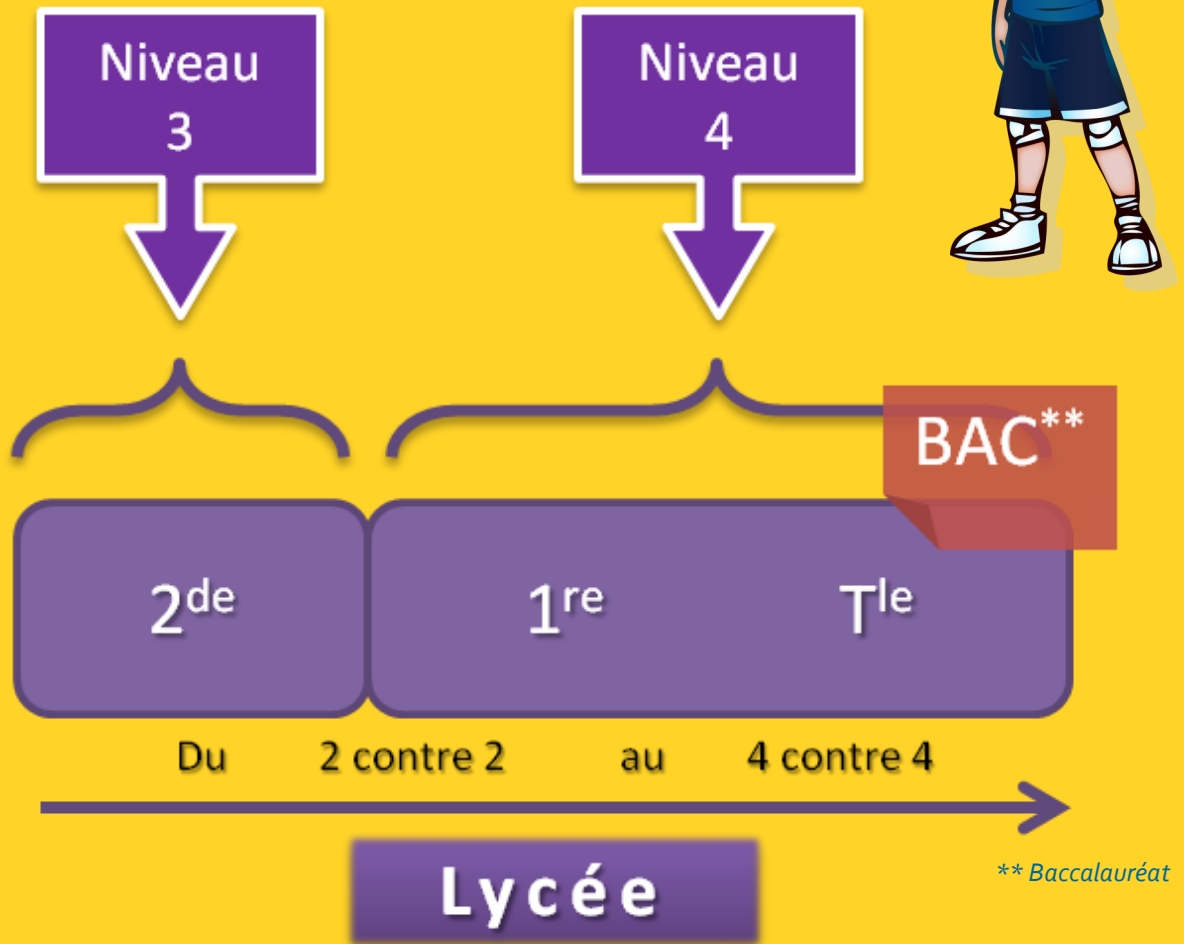 Niveau
3
Niveau
4
BAC**
2de
1re
Tle
Du 2 contre 2 au 4 contre 4
Lycée
** Baccalauréat